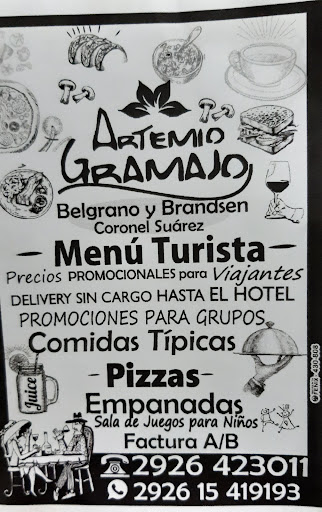 ARTEMIO
GRAMAJO
Belgrano y Brandsen
Coronel Suárez
- Menú Turista -
Precios PROMOCIONALES para Viajantes
DELIVERY SIN CARGO HASTA EL HOTEL
PROMOCIONES PARA GRUPOS
Comidas Típicas
- Pizzas -
Empanadas
Sala de Juegos para Niños
Factura A/B
2926 423011
2926 15 419193
Juice